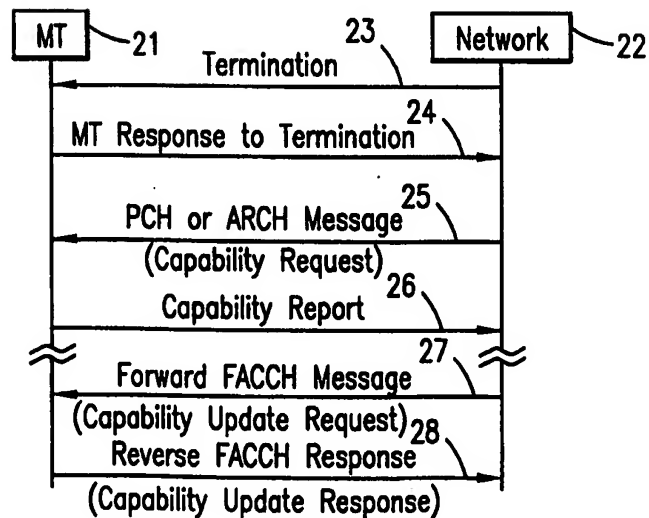 MT
21
Network
22
23
Termination
24
MT Response to Termination
25
PCH or ARCH Message
(Capability Request)
26
Capability Report
27
Forward FACCH Message
(Capability Update Request)
28
Reverse FACCH Response
(Capability Update Response)